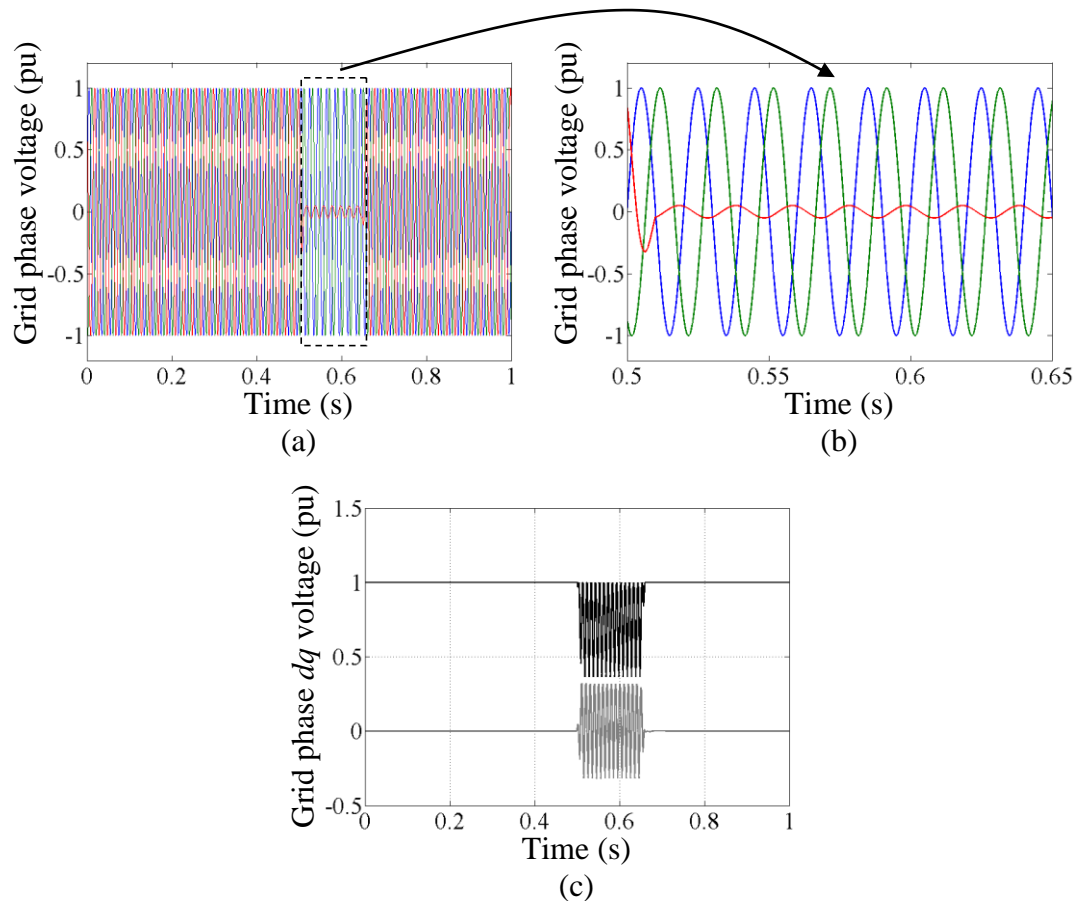 Grid phase voltage (pu)
1
0.5
0
-0.5
-1
0 0.2 0.4 0.6 0.8 1
Time (s)
(a)
Grid phase voltage (pu)
1
0.5
0
-0.5
-1
0.5 0.55 0.6 0.65
Time (s)
(b)
Grid phase dq voltage (pu)
1.5
1
0.5
0
-0.5
0 0.2 0.4 0.6 0.8 1
Time (s)
(c)